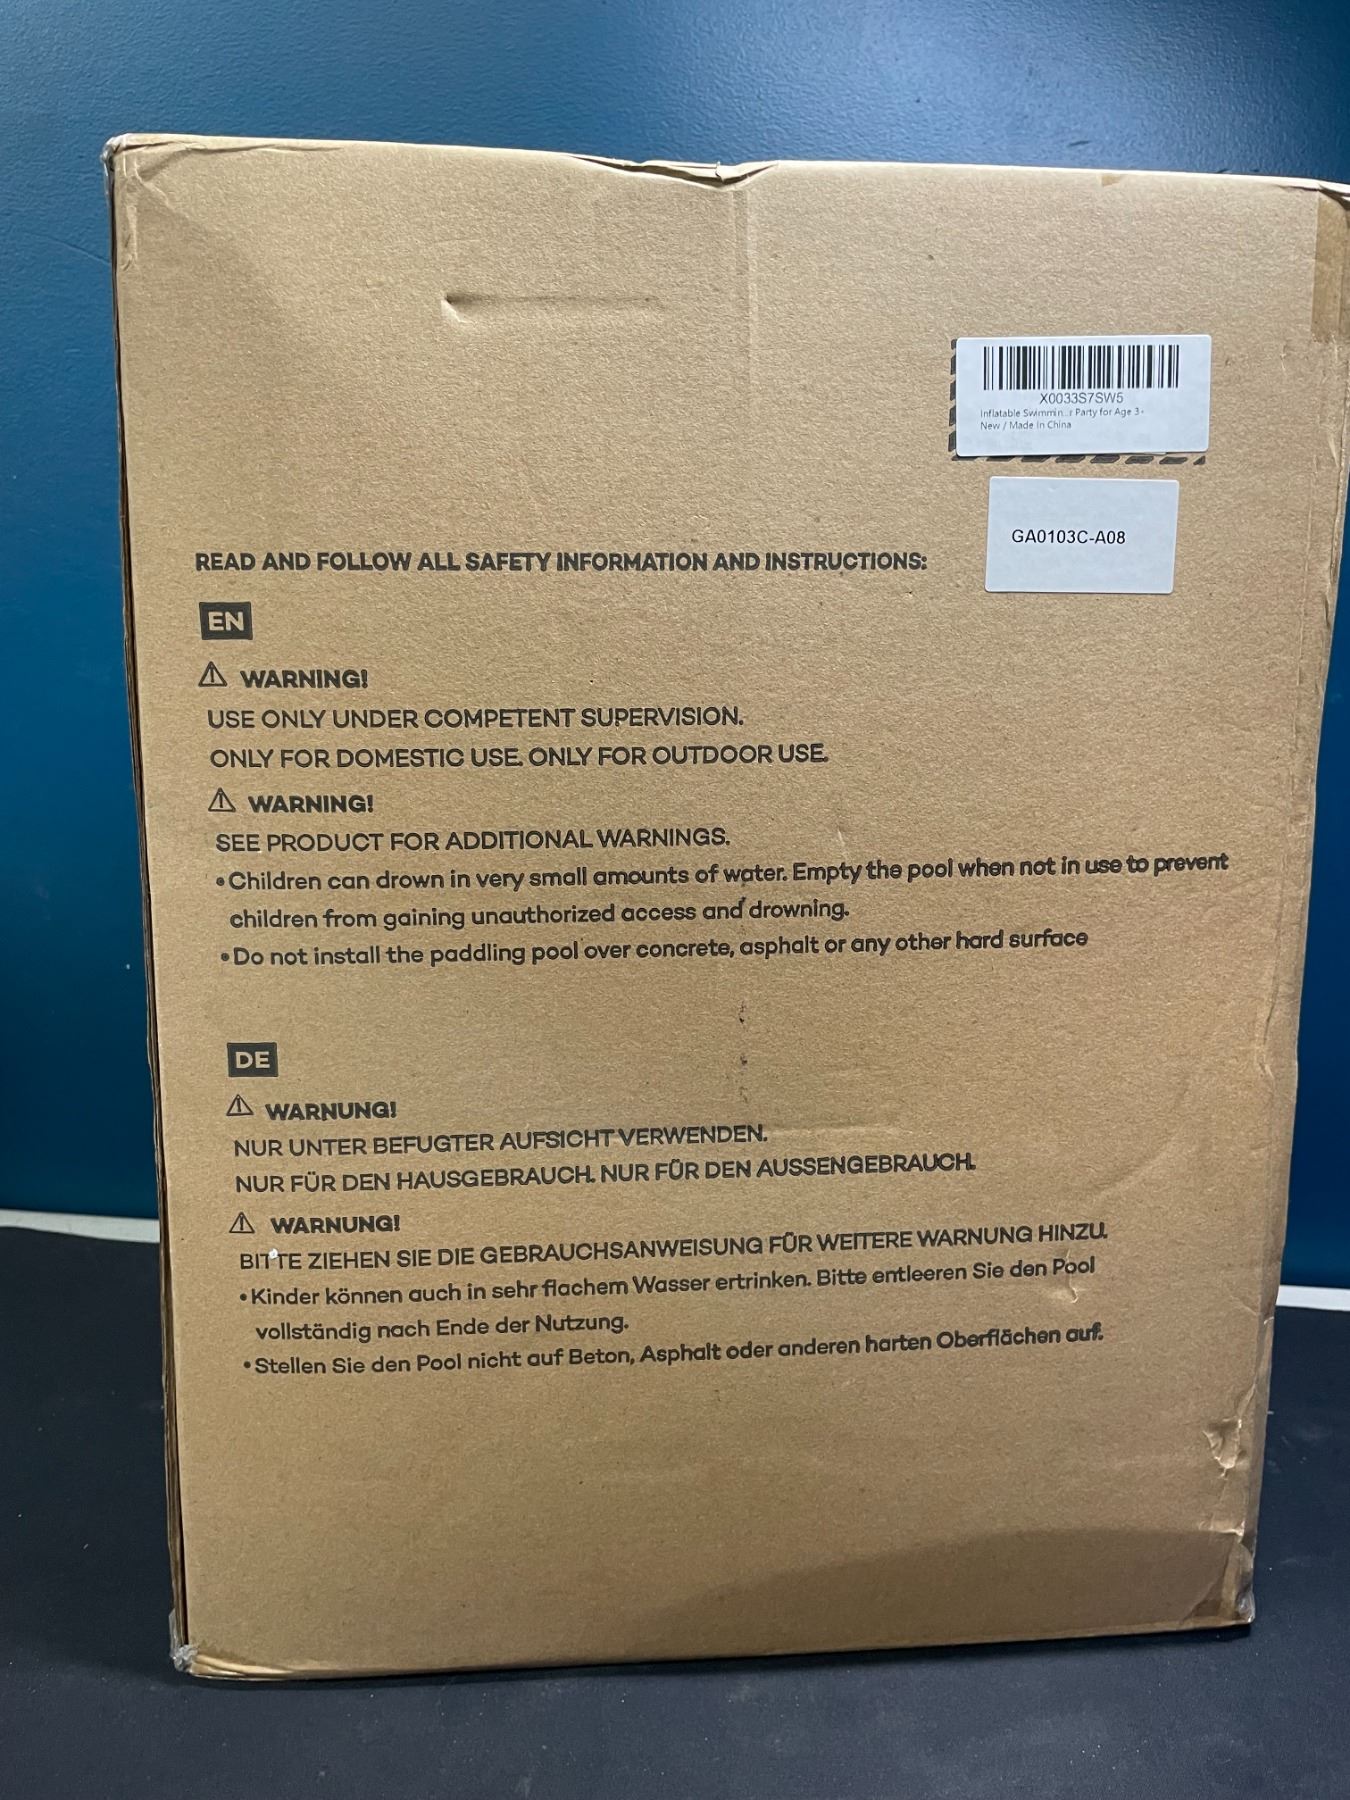 X0033S7SW5
Inflatable Swimmin...r Party for Age 3+
New / Made in China
GA0103C-A08
READ AND FOLLOW ALL SAFETY INFORMATION AND INSTRUCTIONS:
EN
⚠ WARNING!
USE ONLY UNDER COMPETENT SUPERVISION.
ONLY FOR DOMESTIC USE. ONLY FOR OUTDOOR USE.
⚠ WARNING!
SEE PRODUCT FOR ADDITIONAL WARNINGS.
•Children can drown in very small amounts of water. Empty the pool when not in use to prevent
children from gaining unauthorized access and drowning.
•Do not install the paddling pool over concrete, asphalt or any other hard surface
DE
⚠ WARNUNG!
NUR UNTER BEFUGTER AUFSICHT VERWENDEN.
NUR FÜR DEN HAUSGEBRAUCH. NUR FÜR DEN AUSSENGEBRAUCH.
⚠ WARNUNG!
BITTE ZIEHEN SIE DIE GEBRAUCHSANWEISUNG FÜR WEITERE WARNUNG HINZU.
•Kinder können auch in sehr flachem Wasser ertrinken. Bitte entleeren Sie den Pool
vollständig nach Ende der Nutzung.
•Stellen Sie den Pool nicht auf Beton, Asphalt oder anderen harten Oberflächen auf.